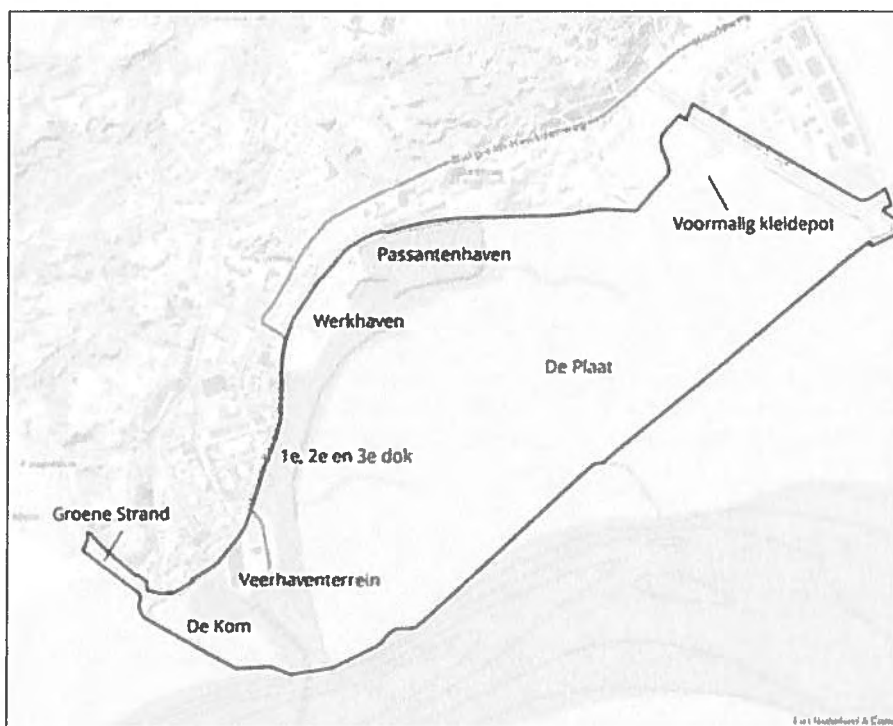 Voormalig kleidepot
Passantenhaven
Werkhaven
De Plaat
1e, 2e en 3e dok
Groene Strand
Veerhaventerrein
De Kom